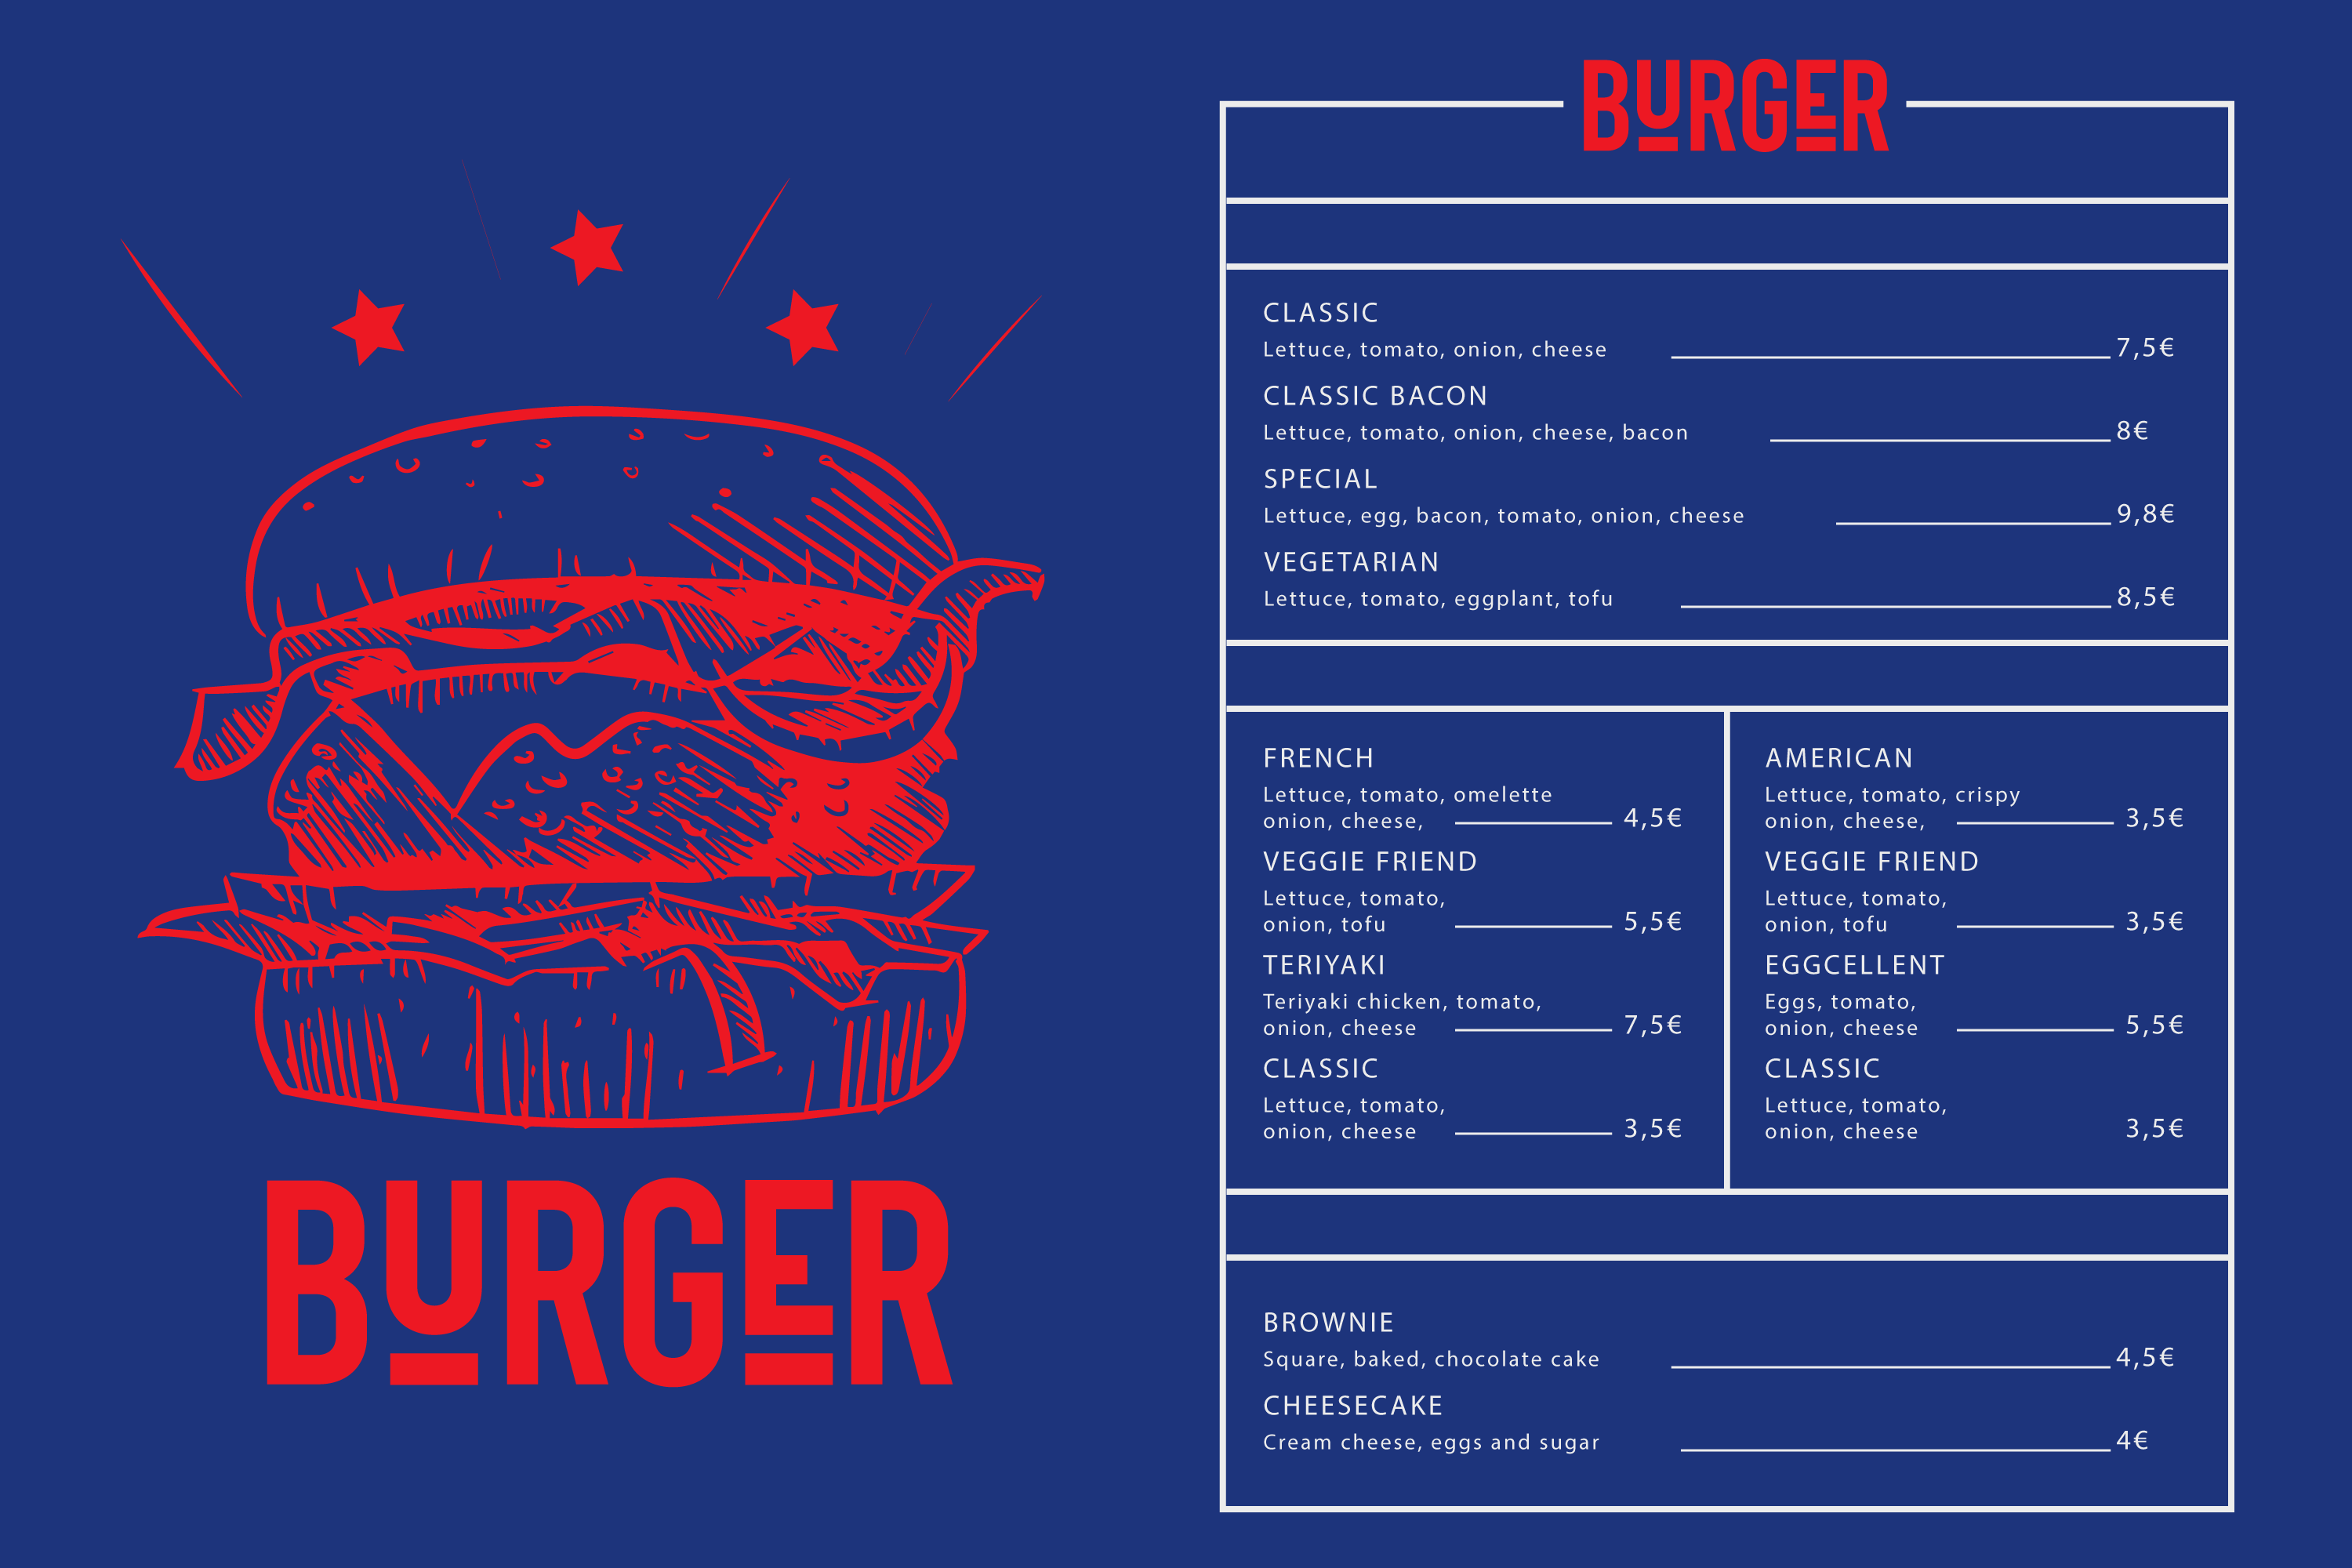 BURGER
BURGER
CLASSIC
Lettuce, tomato, onion, cheese 7,5€
CLASSIC BACON
Lettuce, tomato, onion, cheese, bacon 8€
SPECIAL
Lettuce, egg, bacon, tomato, onion, cheese 9,8€
VEGETARIAN
Lettuce, tomato, eggplant, tofu 8,5€
FRENCH
Lettuce, tomato, omelette
onion, cheese, 4,5€
VEGGIE FRIEND
Lettuce, tomato,
onion, tofu 5,5€
TERIYAKI
Teriyaki chicken, tomato,
onion, cheese 7,5€
CLASSIC
Lettuce, tomato,
onion, cheese 3,5€
AMERICAN
Lettuce, tomato, crispy
onion, cheese, 3,5€
VEGGIE FRIEND
Lettuce, tomato,
onion, tofu 3,5€
EGGCELLENT
Eggs, tomato,
onion, cheese 5,5€
CLASSIC
Lettuce, tomato,
onion, cheese 3,5€
BROWNIE
Square, baked, chocolate cake 4,5€
CHEESECAKE
Cream cheese, eggs and sugar 4€